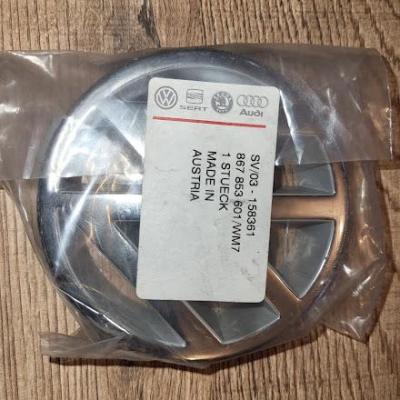 SEAT
Audi
SV/03 - 158361
867 853 601/WM7
1 STUECK
MADE IN
AUSTRIA